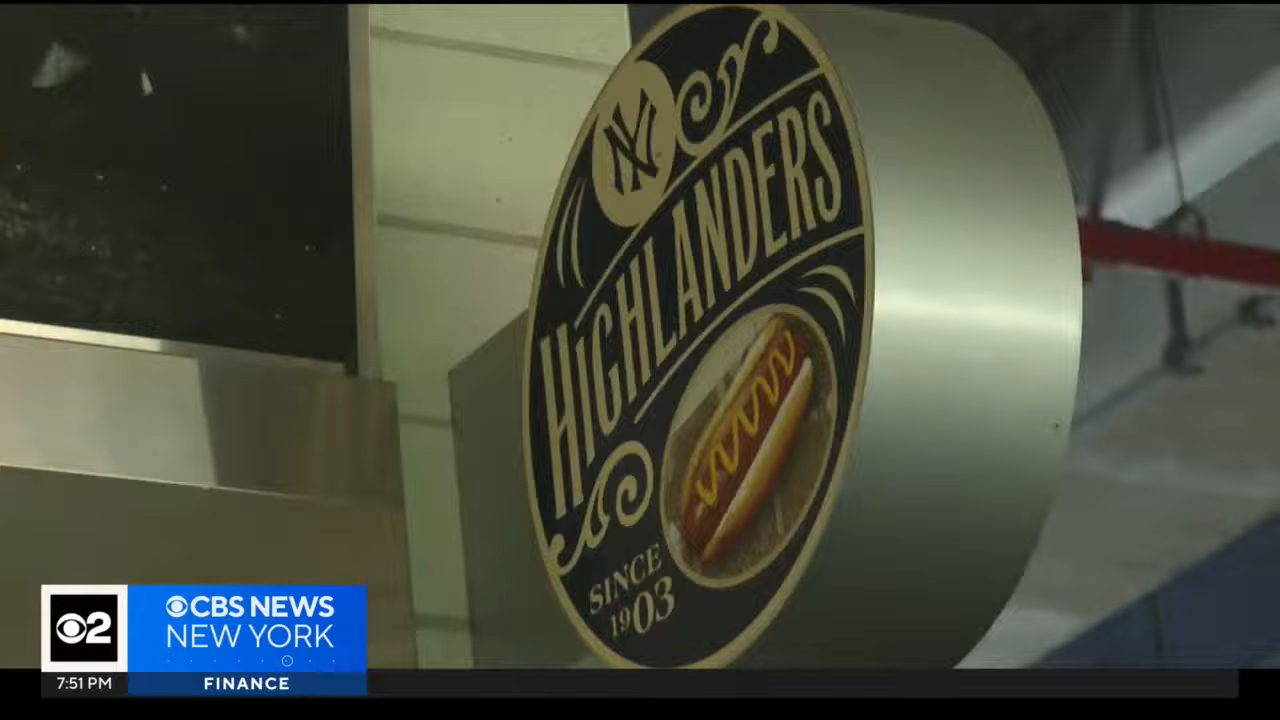 NY
HIGHLANDERS
SINCE
1903
2
CBS NEWS
NEW YORK
7:51 PM
FINANCE